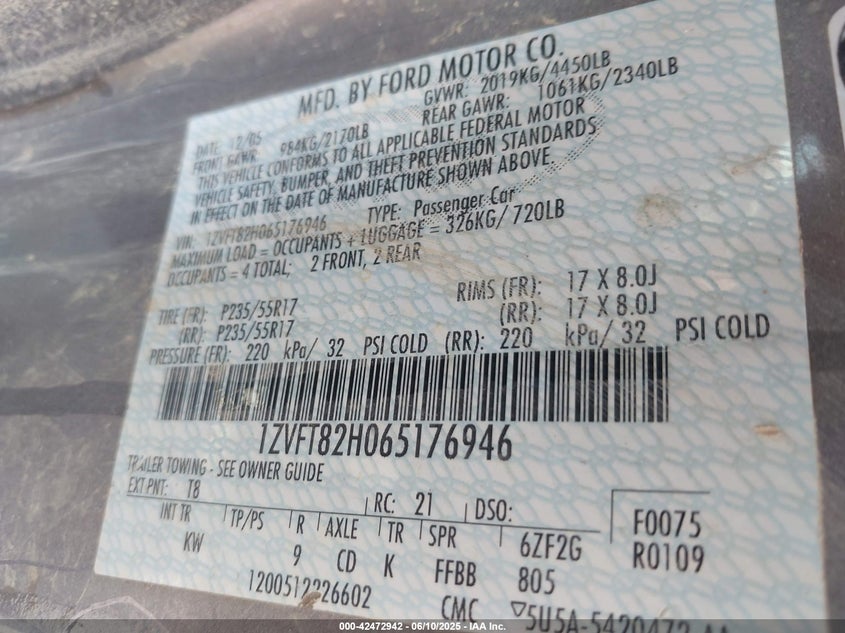 MFD. BY FORD MOTOR CO.
DATE: 12/05 GVWR: 2019KG/4450LB
FRONT GAWR: 984KG/2170LB REAR GAWR: 1061KG/2340LB
THIS VEHICLE CONFORMS TO ALL APPLICABLE FEDERAL MOTOR
VEHICLE SAFETY, BUMPER, AND THEFT PREVENTION STANDARDS
IN EFFECT ON THE DATE OF MANUFACTURE SHOWN ABOVE.
VIN: 1ZVFT82H065176946 TYPE: Passenger Car
MAXIMUM LOAD = OCCUPANTS + LUGGAGE = 326KG/720LB
OCCUPANTS = 4 TOTAL; 2 FRONT, 2 REAR
TIRE (FR): P235/55R17 RIMS (FR): 17 X 8.0J
(RR): P235/55R17 (RR): 17 X 8.0J
PRESSURE (FR): 220 kPa/ 32 PSI COLD (RR): 220 kPa/ 32 PSI COLD
1ZVFT82H065176946
TRAILER TOWING - SEE OWNER GUIDE
EXT PNT: T8 RC: 21 DSO: F0075
INT TR TP/PS R AXLE TR SPR 6ZF2G R0109
KW 9 CD K FFBB 805
1200512226602 CMC ▽5U5A-5420472
000-42472942 - 06/10/2025 - IAA Inc.